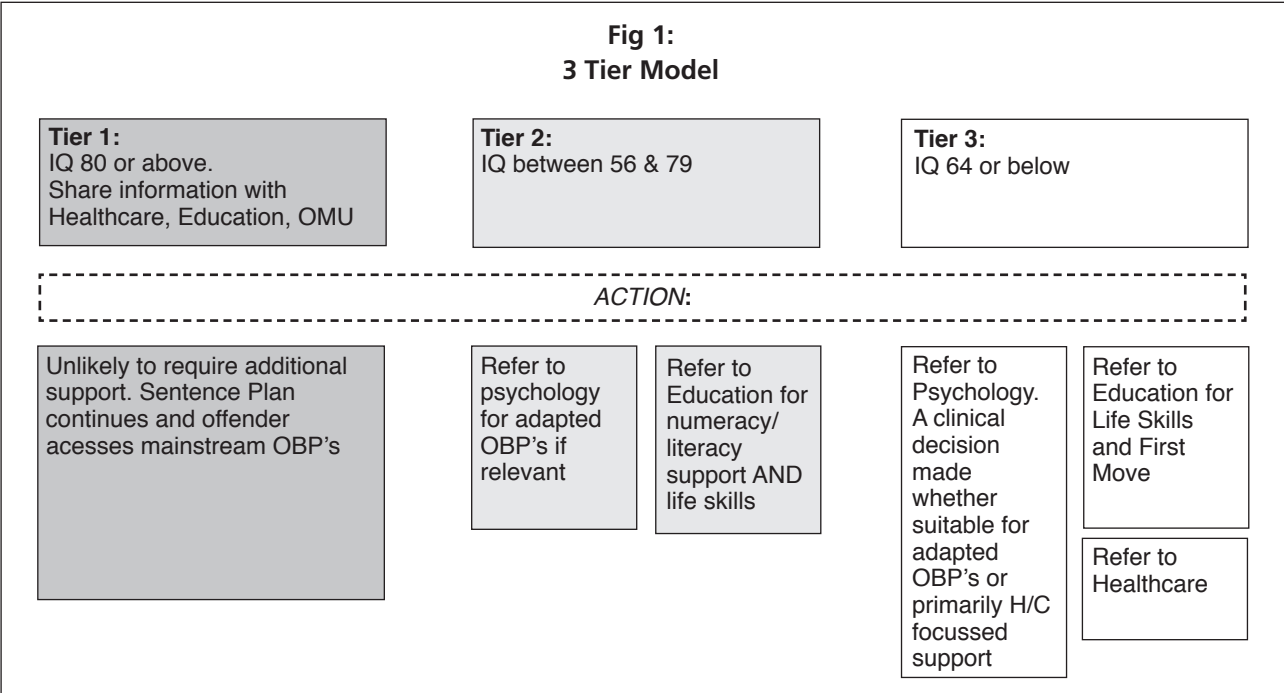 Fig 1:
3 Tier Model
Tier 1:
IQ 80 or above.
Share information with
Healthcare, Education, OMU
Tier 2:
IQ between 56 & 79
Tier 3:
IQ 64 or below
ACTION:
Unlikely to require additional
support. Sentence Plan
continues and offender
acesses mainstream OBP's
Refer to
psychology
for adapted
OBP's if
relevant
Refer to
Education for
numeracy/
literacy
support AND
life skills
Refer to
Psychology.
A clinical
decision
made
whether
suitable for
adapted
OBP's or
primarily H/C
focussed
support
Refer to
Education for
Life Skills
and First
Move
Refer to
Healthcare